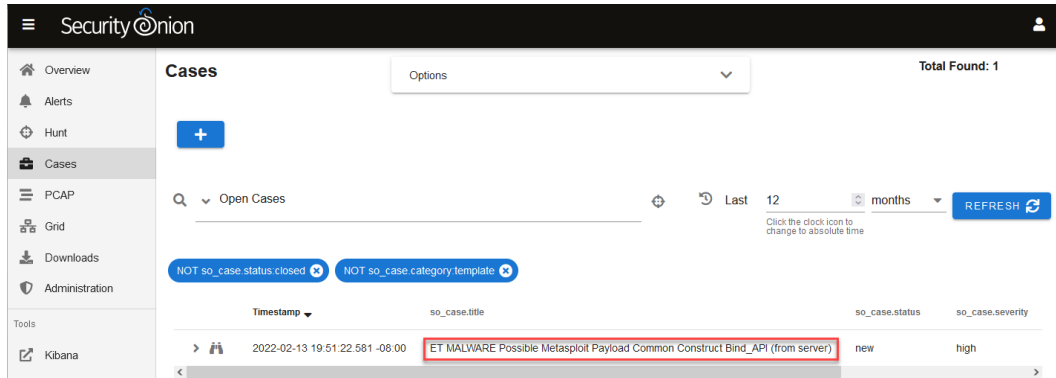 Security Onion
Overview
Alerts
Hunt
Cases
PCAP
Grid
Downloads
Administration
Tools
Kibana
Cases
Options
Total Found: 1
+
Open Cases
Last 12 months
REFRESH
Click the clock icon to
change to absolute time
NOT so_case.status:closed
NOT so_case.category:template
Timestamp so_case.title so_case.status so_case.severity
2022-02-13 19:51:22.581 -08:00 ET MALWARE Possible Metasploit Payload Common Construct Bind_API (from server) new high